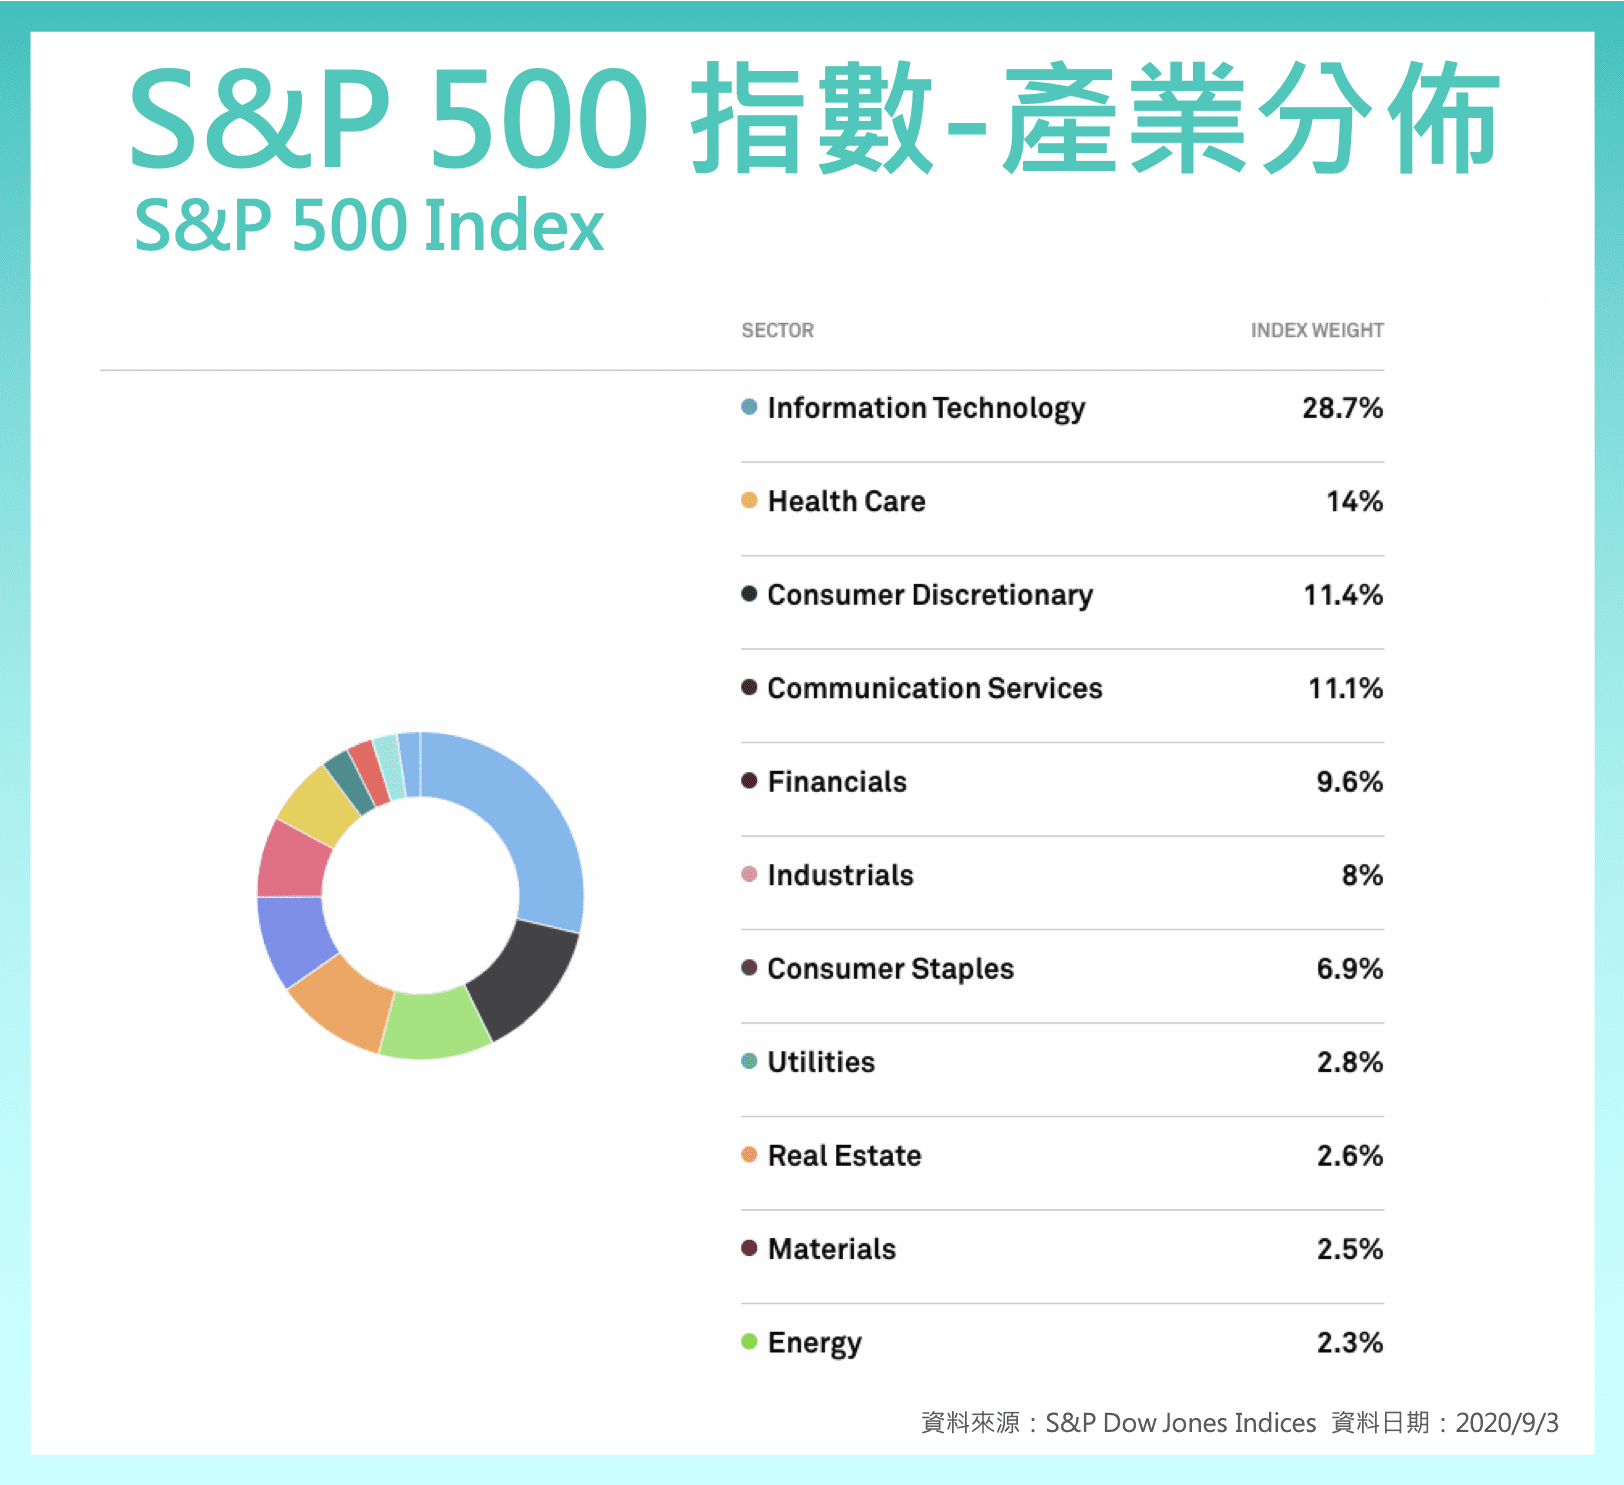 S&P 500 指數-產業分佈
S&P 500 Index
SECTOR INDEX WEIGHT
Information Technology 28.7%
Health Care 14%
Consumer Discretionary 11.4%
Communication Services 11.1%
Financials 9.6%
Industrials 8%
Consumer Staples 6.9%
Utilities 2.8%
Real Estate 2.6%
Materials 2.5%
Energy 2.3%
資料來源：S&P Dow Jones Indices 資料日期：2020/9/3